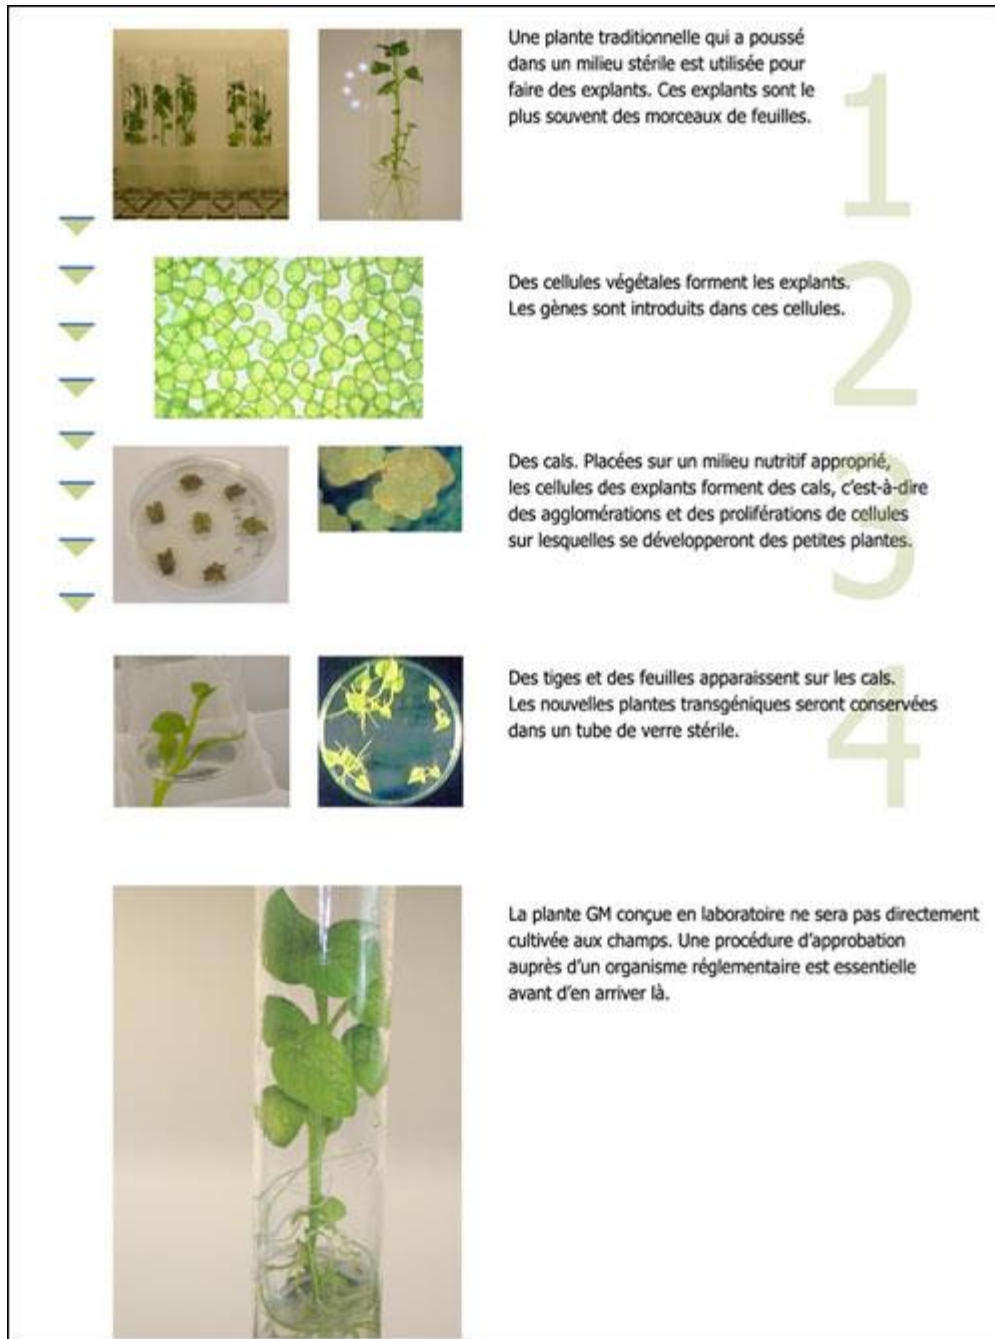 Une plante traditionnelle qui a poussé
dans un milieu stérile est utilisée pour
faire des explants. Ces explants sont le
plus souvent des morceaux de feuilles.
1
Des cellules végétales forment les explants.
Les gènes sont introduits dans ces cellules.
2
Des cals. Placées sur un milieu nutritif approprié,
les cellules des explants forment des cals, c'est-à-dire
des agglomérations et des proliférations de cellules
sur lesquelles se développeront des petites plantes.
3
Des tiges et des feuilles apparaissent sur les cals.
Les nouvelles plantes transgéniques seront conservées
dans un tube de verre stérile.
4
La plante GM conçue en laboratoire ne sera pas directement
cultivée aux champs. Une procédure d'approbation
auprès d'un organisme réglementaire est essentielle
avant d'en arriver là.